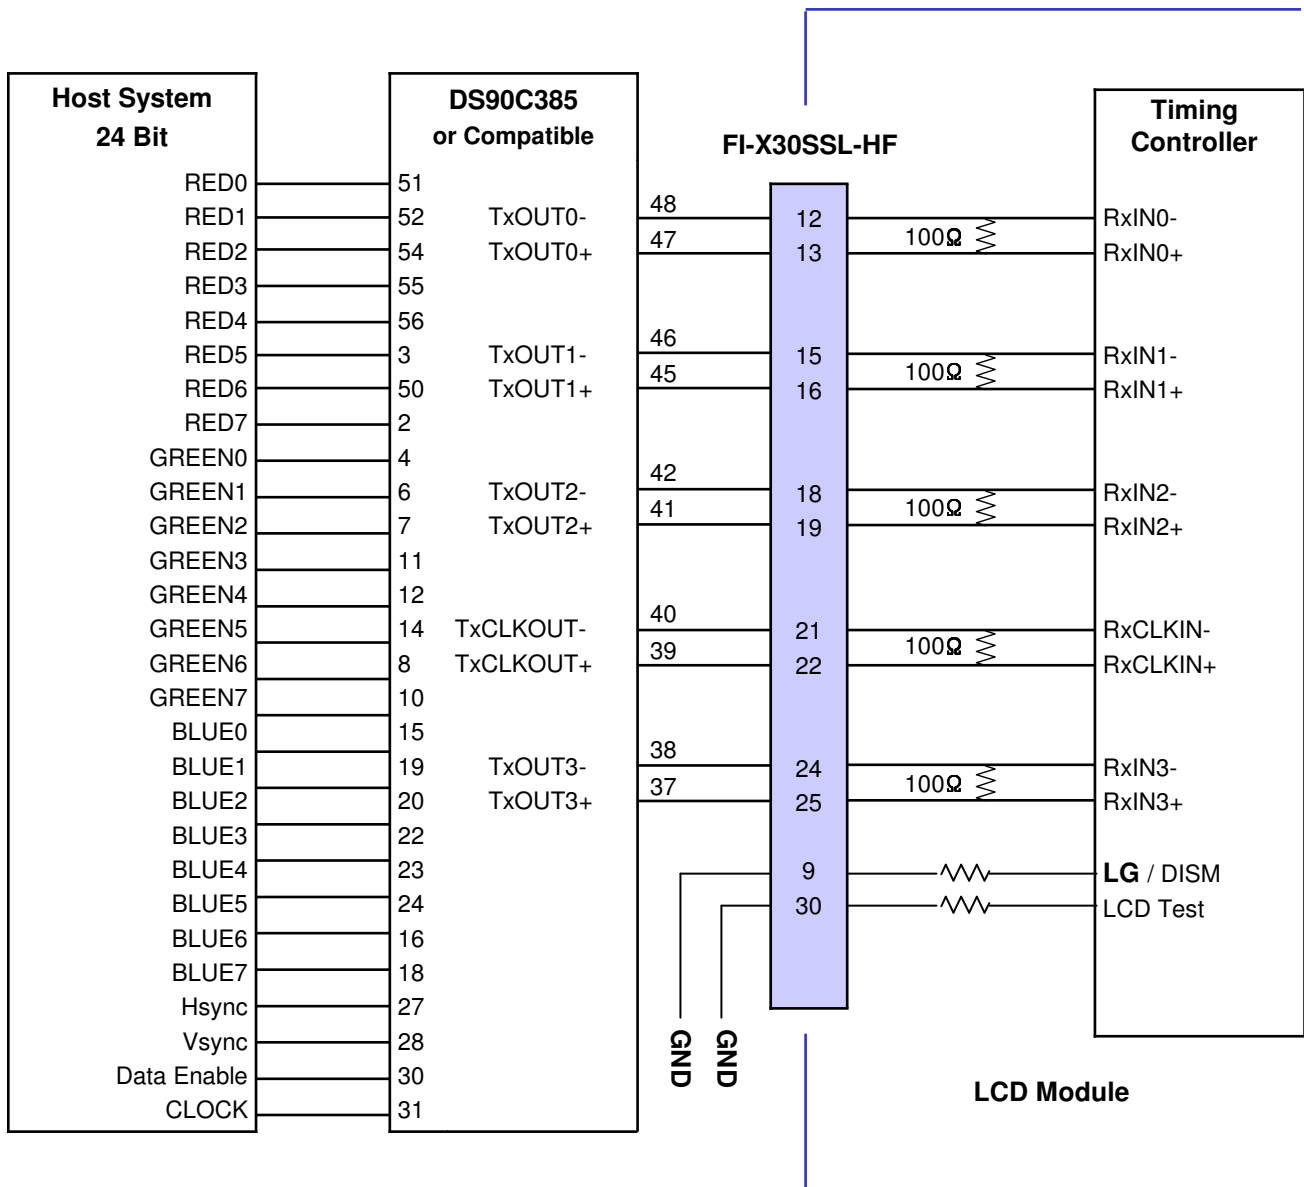 Host System
24 Bit
RED0
RED1
RED2
RED3
RED4
RED5
RED6
RED7
GREEN0
GREEN1
GREEN2
GREEN3
GREEN4
GREEN5
GREEN6
GREEN7
BLUE0
BLUE1
BLUE2
BLUE3
BLUE4
BLUE5
BLUE6
BLUE7
Hsync
Vsync
Data Enable
CLOCK
DS90C385
or Compatible
51
52
54
55
56
3
50
2
4
6
7
11
12
14
8
10
15
19
20
22
23
24
16
18
27
28
30
31
TxOUT0-
TxOUT0+
TxOUT1-
TxOUT1+
TxOUT2-
TxOUT2+
TxCLKOUT-
TxCLKOUT+
TxOUT3-
TxOUT3+
48
47
46
45
42
41
40
39
38
37
GND
GND
FI-X30SSL-HF
12
13
15
16
18
19
21
22
24
25
9
30
100Ω
100Ω
100Ω
100Ω
100Ω
Timing
Controller
RxIN0-
RxIN0+
RxIN1-
RxIN1+
RxIN2-
RxIN2+
RxCLKIN-
RxCLKIN+
RxIN3-
RxIN3+
LG / DISM
LCD Test
LCD Module